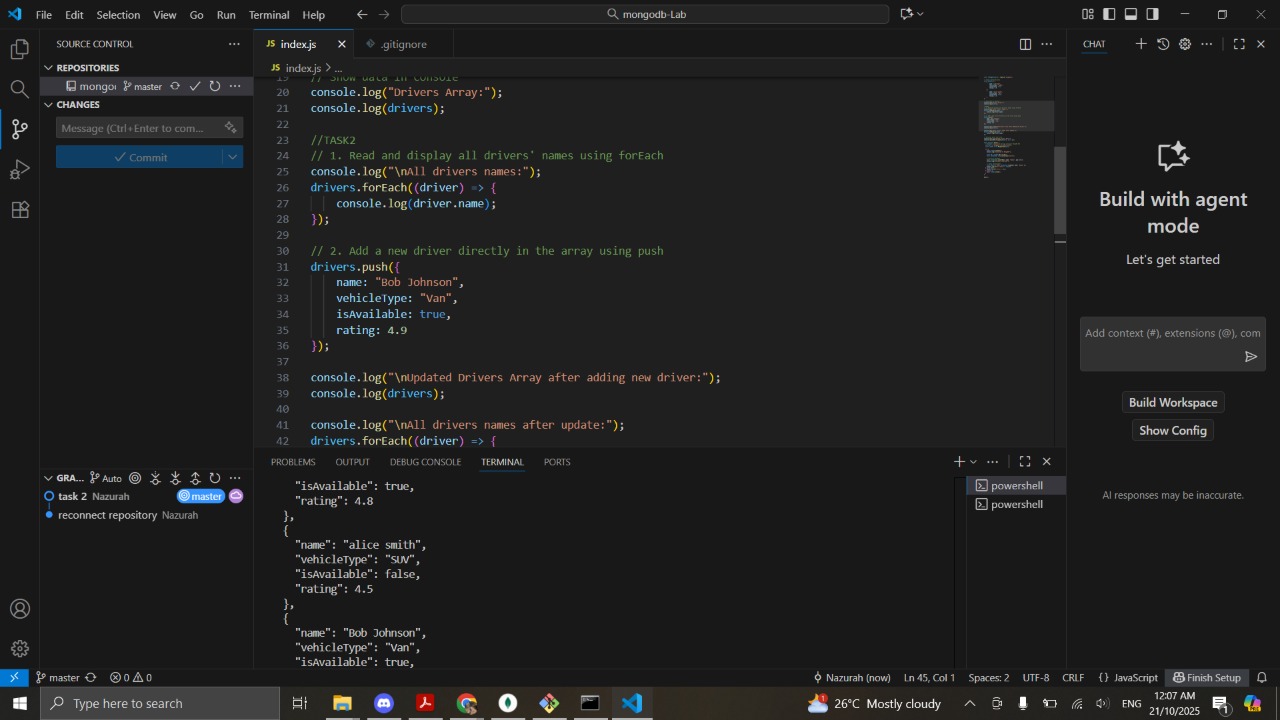 File Edit Selection View Go Run Terminal Help
mongodb-Lab
SOURCE CONTROL
REPOSITORIES
mongo master
CHANGES
Message (Ctrl+Enter to com...
Commit
GRA... Auto
task 2 Nazurah master
reconnect repository Nazurah
JS index.js
.gitignore
JS index.js > ...
19 // Show data in console
20 console.log("Drivers Array:");
21 console.log(drivers);
22
23 //TASK2
24 // 1. Read and display all drivers' names using forEach
25 console.log("\nAll drivers names:");
26 drivers.forEach((driver) => {
27 console.log(driver.name);
28 });
29
30 // 2. Add a new driver directly in the array using push
31 drivers.push({
32 name: "Bob Johnson",
33 vehicleType: "Van",
34 isAvailable: true,
35 rating: 4.9
36 });
37
38 console.log("\nUpdated Drivers Array after adding new driver:");
39 console.log(drivers);
40
41 console.log("\nAll drivers names after update:");
42 drivers.forEach((driver) => {
PROBLEMS OUTPUT DEBUG CONSOLE TERMINAL PORTS
"isAvailable": true,
"rating": 4.8
},
{
"name": "alice smith",
"vehicleType": "SUV",
"isAvailable": false,
"rating": 4.5
},
{
"name": "Bob Johnson",
"vehicleType": "Van",
"isAvailable": true,
powershell
powershell
CHAT
Build with agent
mode
Let's get started
Add context (#), extensions (@), com
Build Workspace
Show Config
AI responses may be inaccurate.
master 0 0 Nazurah (now) Ln 45, Col 1 Spaces: 2 UTF-8 CRLF {} JavaScript Finish Setup
Type here to search
26°C Mostly cloudy
ENG
12:07 AM
21/10/2025